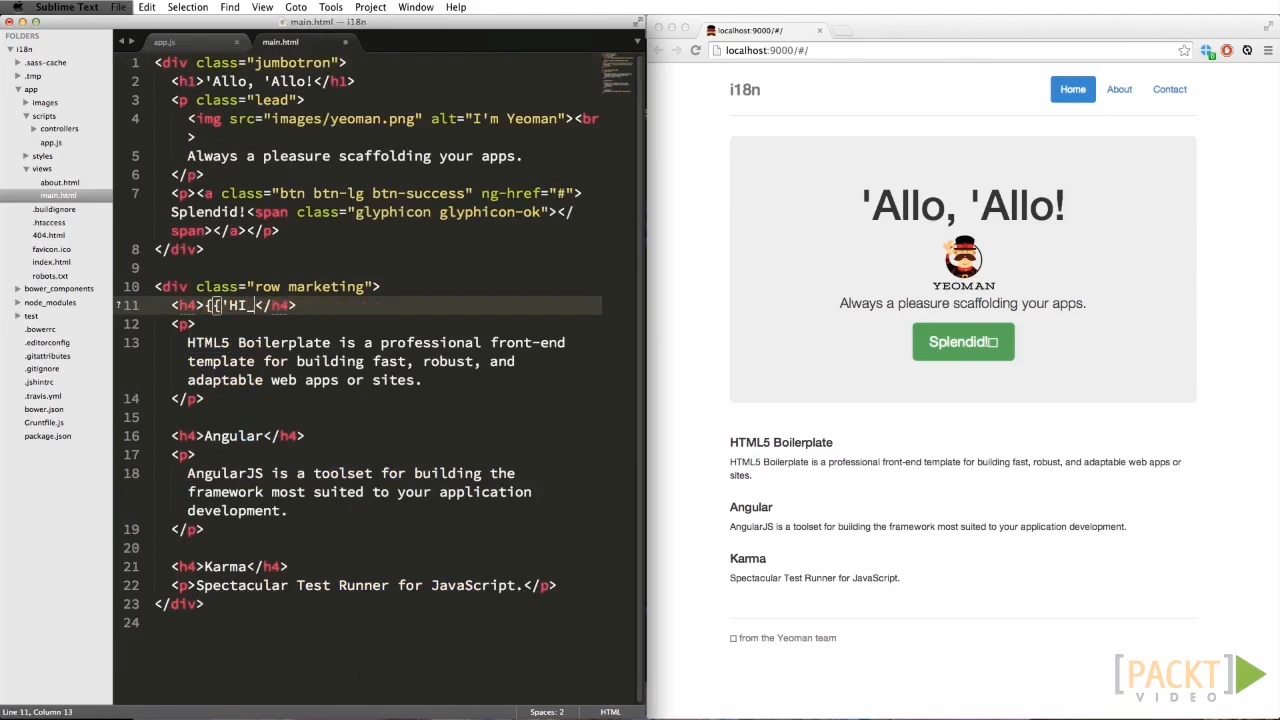 Sublime Text File Edit Selection Find View Goto Tools Project Window Help
main.html — i18n
FOLDERS
i18n
.sass-cache
.tmp
app
images
scripts
controllers
app.js
styles
views
about.html
main.html
.buildignore
.htaccess
404.html
favicon.ico
index.html
robots.txt
bower_components
node_modules
test
.bowerrc
.editorconfig
.gitattributes
.gitignore
.jshintrc
.travis.yml
bower.json
Gruntfile.js
package.json
app.js × main.html
1 <div class="jumbotron">
2 <h1>'Allo, 'Allo!</h1>
3 <p class="lead">
4 <img src="images/yeoman.png" alt="I'm Yeoman"><br
>
5 Always a pleasure scaffolding your apps.
6 </p>
7 <p><a class="btn btn-lg btn-success" ng-href="#">
Splendid!<span class="glyphicon glyphicon-ok"></
span></a></p>
8 </div>
9
10 <div class="row marketing">
? 11 <h4>{{'HI_</h4>
12 <p>
13 HTML5 Boilerplate is a professional front-end
template for building fast, robust, and
adaptable web apps or sites.
14 </p>
15
16 <h4>Angular</h4>
17 <p>
18 AngularJS is a toolset for building the
framework most suited to your application
development.
19 </p>
20
21 <h4>Karma</h4>
22 <p>Spectacular Test Runner for JavaScript.</p>
23 </div>
24
Line 11, Column 13 Spaces: 2 HTML
localhost:9000/#/ ×
localhost:9000/#/
i18n Home About Contact
'Allo, 'Allo!
YEOMAN
Always a pleasure scaffolding your apps.
Splendid!
HTML5 Boilerplate
HTML5 Boilerplate is a professional front-end template for building fast, robust, and adaptable web apps or
sites.
Angular
AngularJS is a toolset for building the framework most suited to your application development.
Karma
Spectacular Test Runner for JavaScript.
from the Yeoman team
[PACKT]
VIDEO